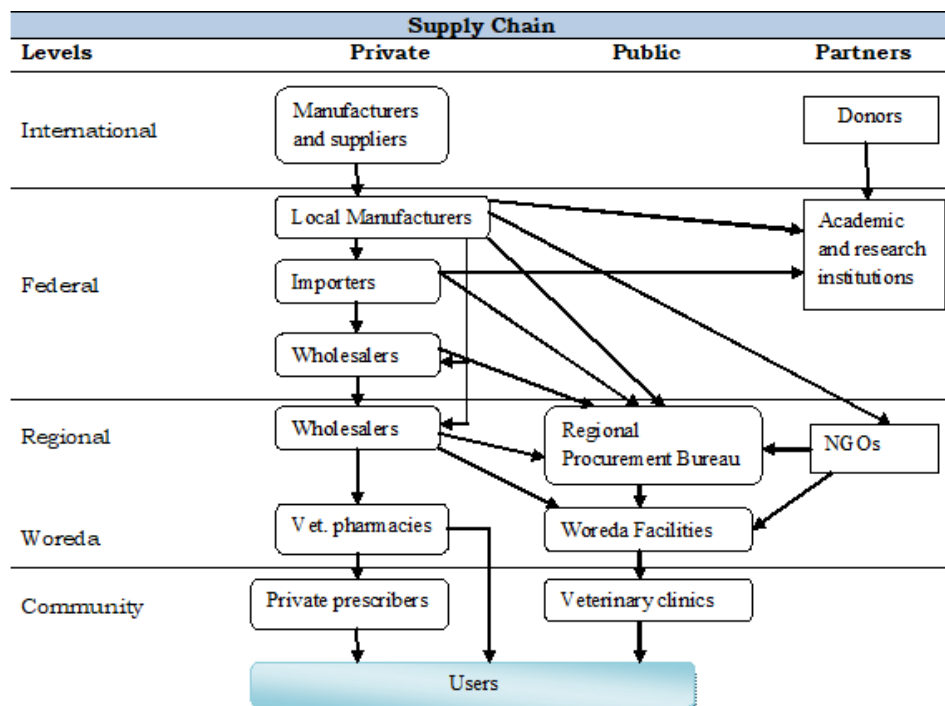 Supply Chain
Levels Private Public Partners
International
Manufacturers
and suppliers
Donors
Federal
Local Manufacturers
Academic
and research
institutions
Importers
Wholesalers
Regional
Wholesalers
Regional
Procurement Bureau
NGOs
Woreda
Vet. pharmacies
Woreda Facilities
Community
Private prescribers
Veterinary clinics
Users